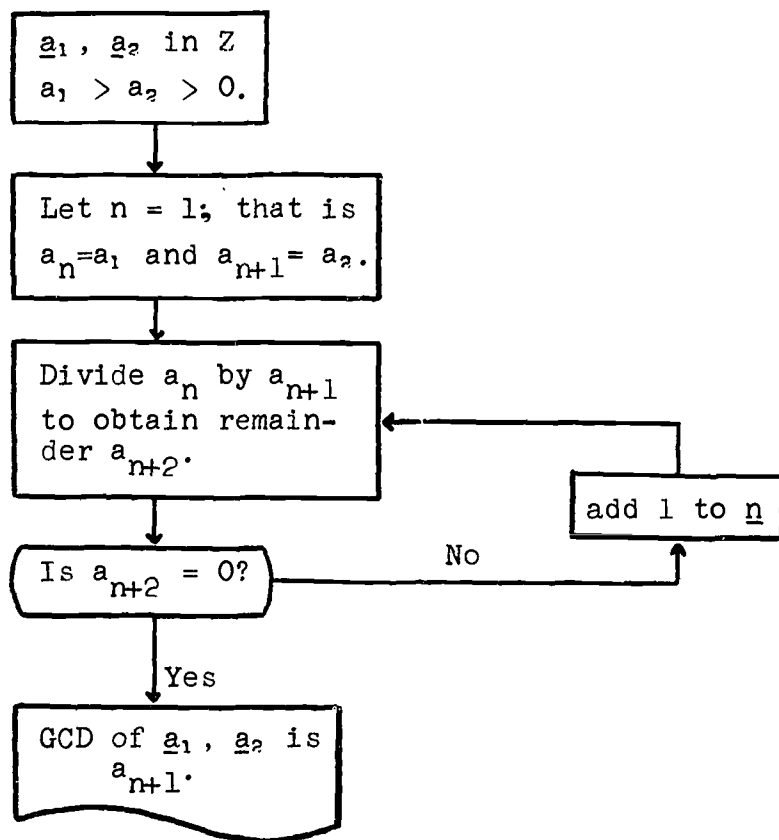 a₁, a₂ in Z
a₁ > a₂ > 0.
Let n = 1; that is
aₙ=a₁ and aₙ₊₁= a₂.
Divide aₙ by aₙ₊₁
to obtain remain-
der aₙ₊₂.
add 1 to n
Is aₙ₊₂ = 0?
No
Yes
GCD of a₁, a₂ is
aₙ₊₁.